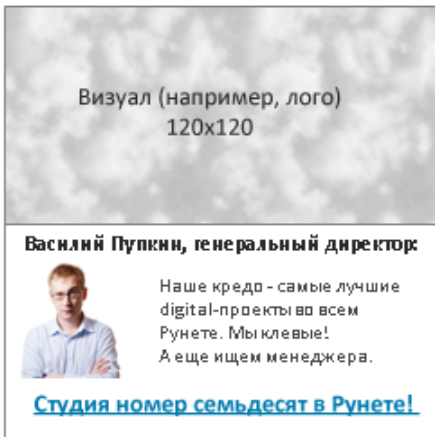 Визуал (например, лого)
120x120
Василий Пупкин, генеральный директор:
Наше кредо - самые лучшие
digital-проекты во всем
Рунете. Мы клевые!
А еще ищем менеджера.
Студия номер семьдесят в Рунете!